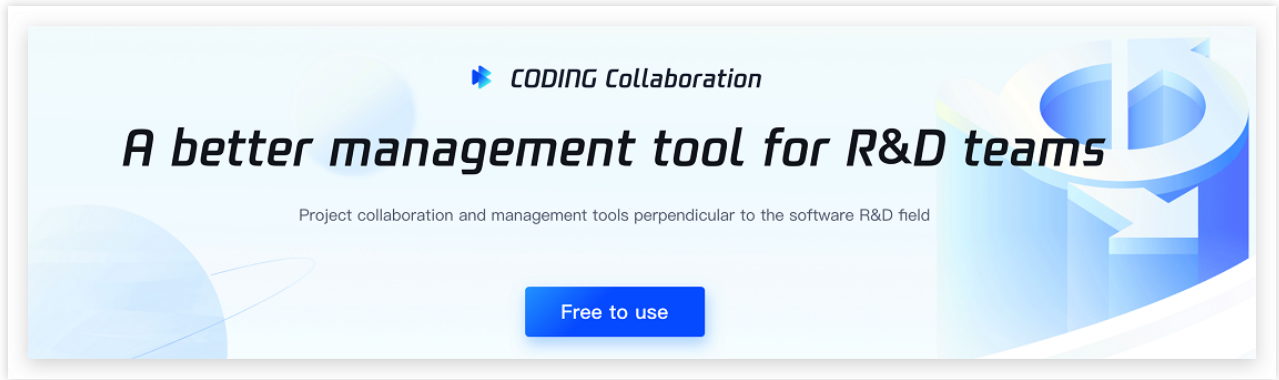 CODING Collaboration
A better management tool for R&D teams
Project collaboration and management tools perpendicular to the software R&D field
Free to use